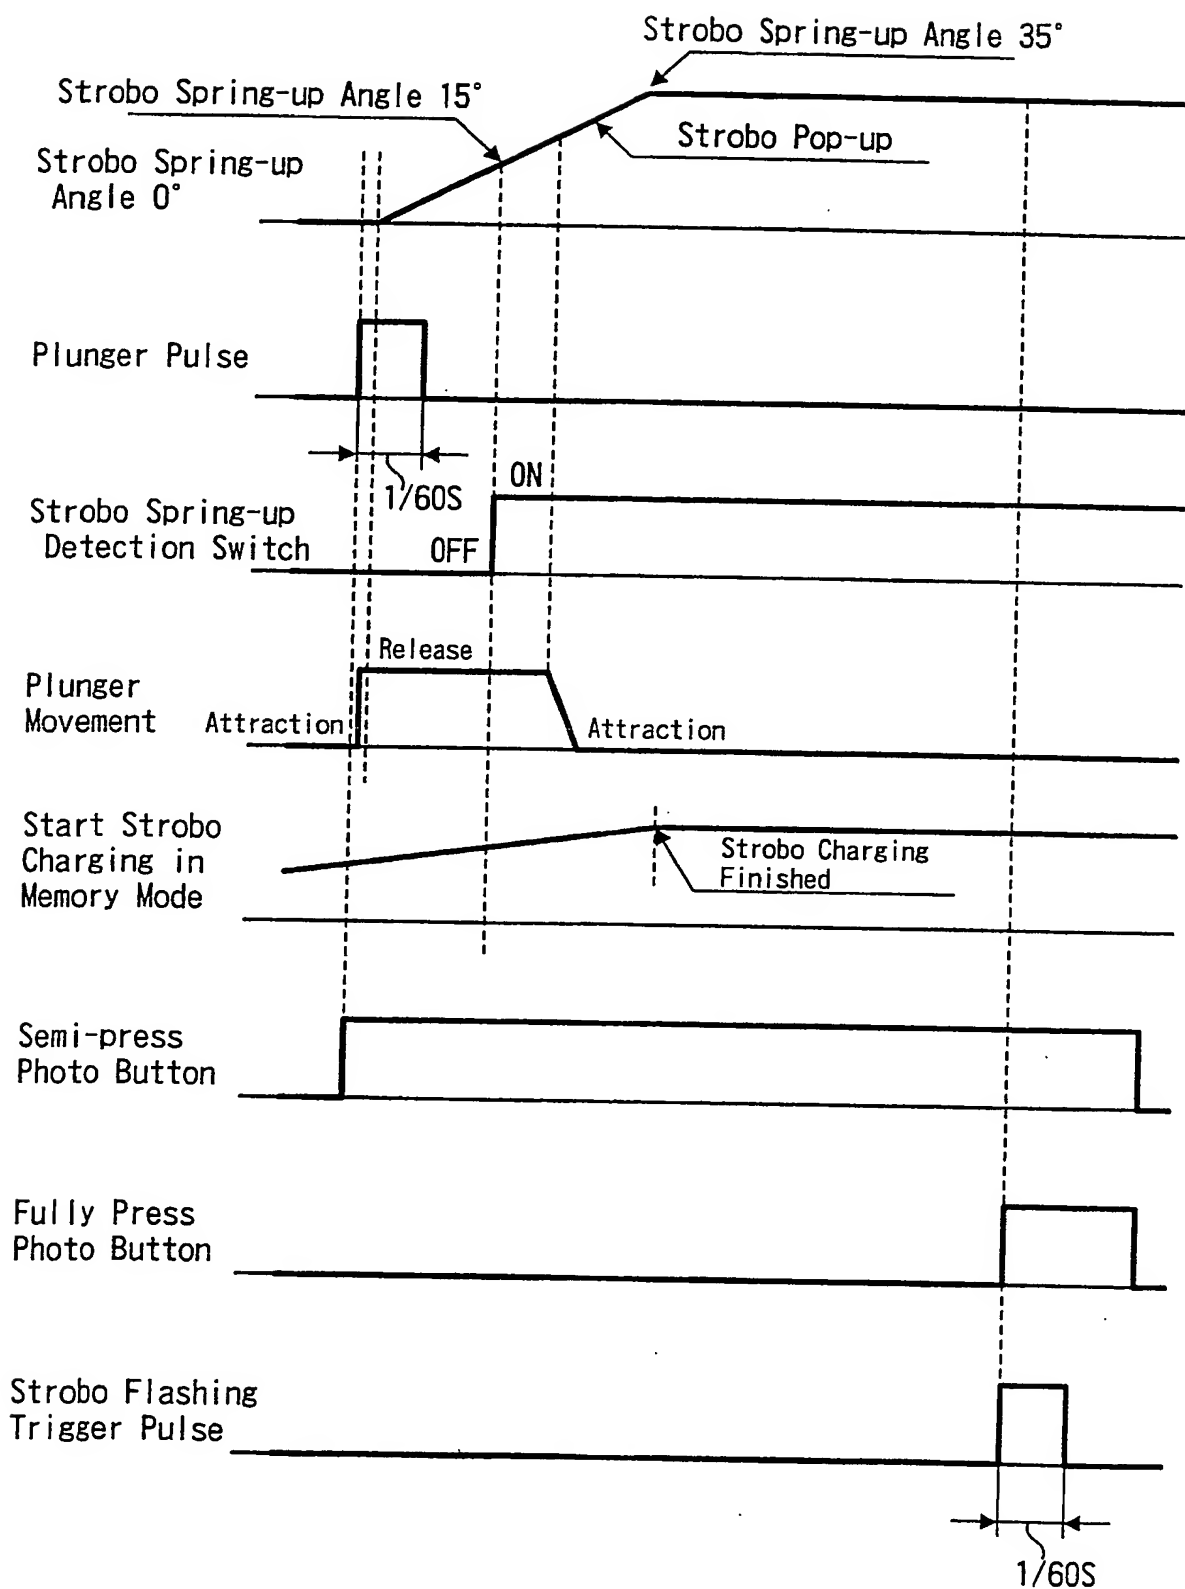 Strobo Spring-up Angle 35°
Strobo Spring-up Angle 15°
Strobo Pop-up
Strobo Spring-up
Angle 0°
Plunger Pulse
1/60S
ON
Strobo Spring-up
Detection Switch
OFF
Release
Plunger
Movement
Attraction
Attraction
Start Strobo
Charging in
Memory Mode
Strobo Charging
Finished
Semi-press
Photo Button
Fully Press
Photo Button
Strobo Flashing
Trigger Pulse
1/60S